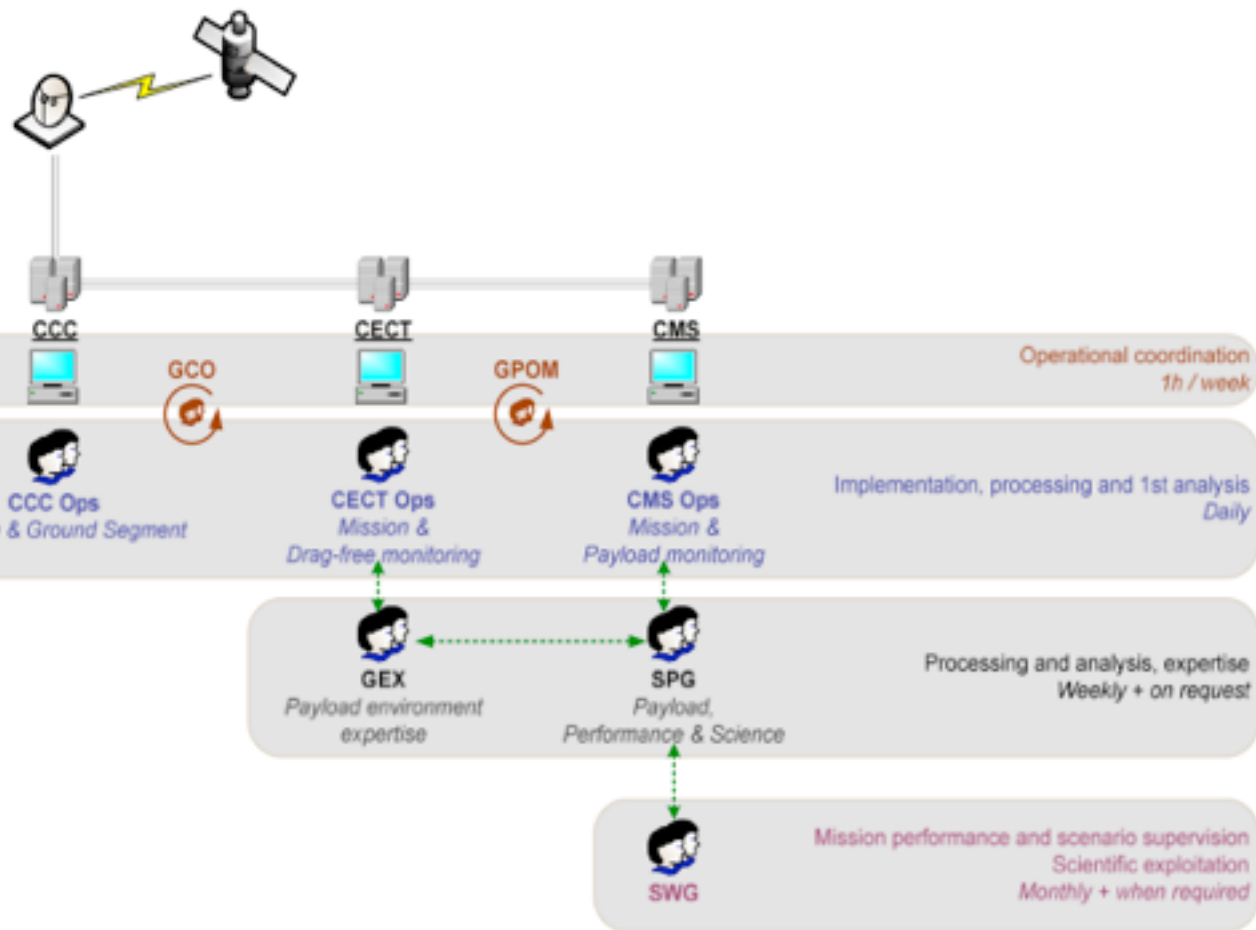 CCC
CECT
CMS
GCO
GPOM
Operational coordination
1h / week
CCC Ops
& Ground Segment
CECT Ops
Mission &
Drag-free monitoring
CMS Ops
Mission &
Payload monitoring
Implementation, processing and 1st analysis
Daily
GEX
Payload environment
expertise
SPG
Payload,
Performance & Science
Processing and analysis, expertise
Weekly + on request
SWG
Mission performance and scenario supervision
Scientific exploitation
Monthly + when required